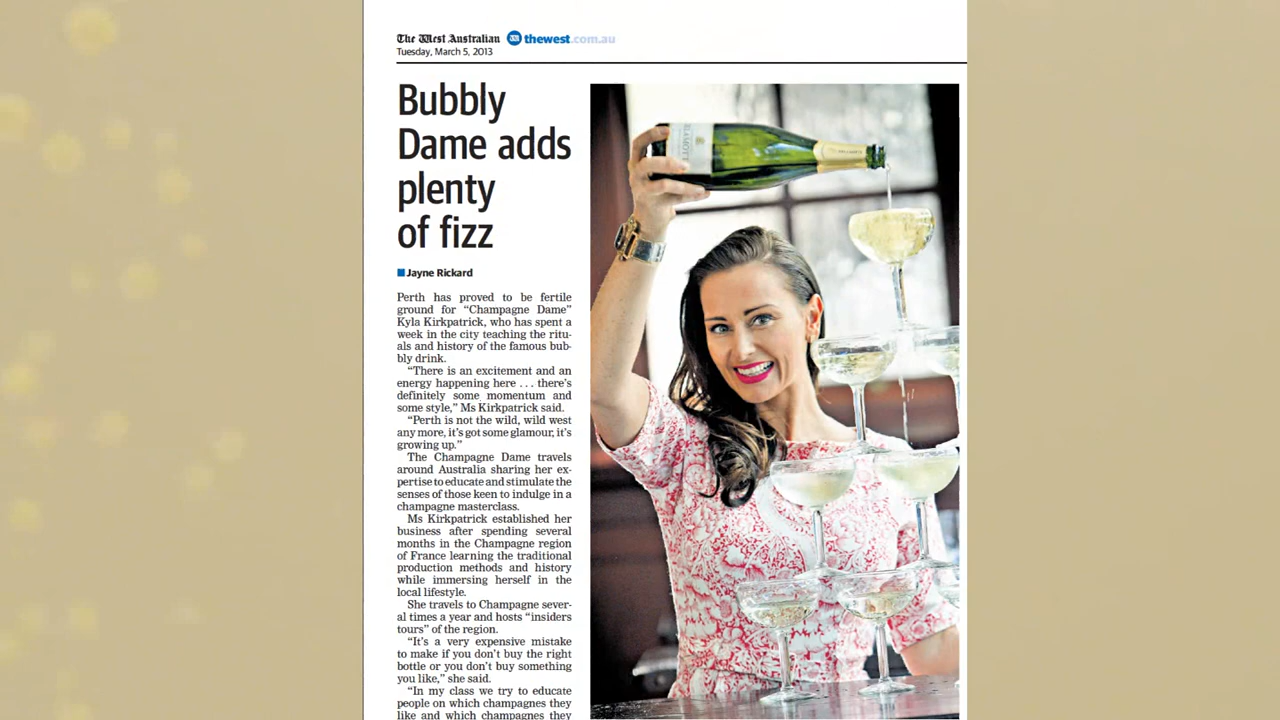 The West Australian thewest.com.au
Tuesday, March 5, 2013
Bubbly
Dame adds
plenty
of fizz
Jayne Rickard
Perth has proved to be fertile
ground for “Champagne Dame”
Kyla Kirkpatrick, who has spent a
week in the city teaching the ritu-
als and history of the famous bub-
bly drink.
“There is an excitement and an
energy happening here . . . there’s
definitely some momentum and
some style,” Ms Kirkpatrick said.
“Perth is not the wild, wild west
any more, it’s got some glamour, it’s
growing up.”
The Champagne Dame travels
around Australia sharing her ex-
pertise to educate and stimulate the
senses of those keen to indulge in a
champagne masterclass.
Ms Kirkpatrick established her
business after spending several
months in the Champagne region
of France learning the traditional
production methods and history
while immersing herself in the
local lifestyle.
She travels to Champagne sever-
al times a year and hosts “insiders
tours” of the region.
“It’s a very expensive mistake
to make if you don’t buy the right
bottle or you don’t buy something
you like,” she said.
“In my class we try to educate
people on which champagnes they
like and which champagnes they